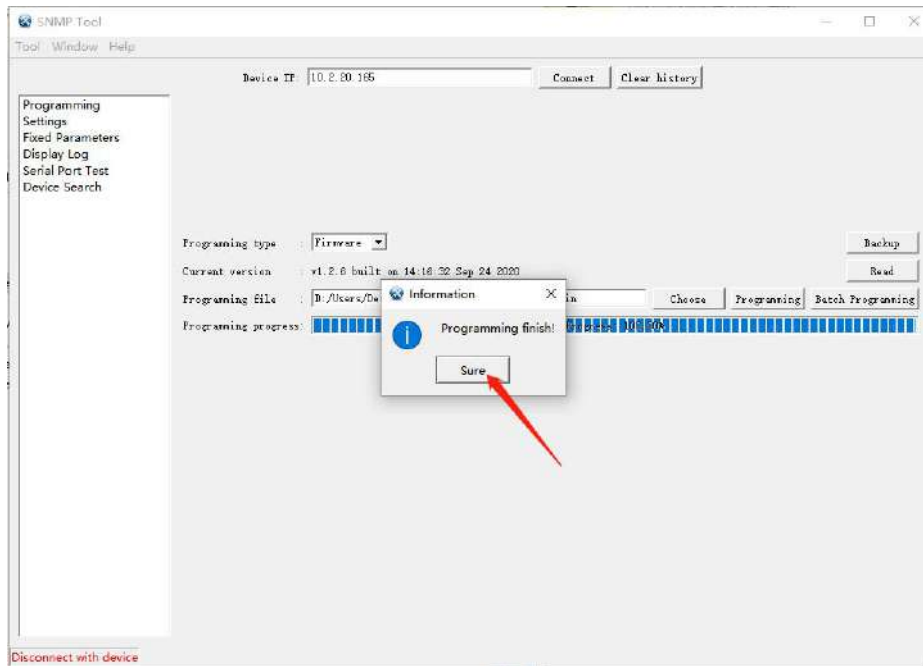 SNMP Tool
Tool Window Help
Device IP: 10.2.20.165 Connect Clear history
Programming
Settings
Fixed Parameters
Display Log
Serial Port Test
Device Search
Programing type : Firmware Backup
Current version : v1.2.6 built on 14:16:32 Sep 24 2020 Read
Programing file : D:/Users/De in Choose Programming Batch Programming
Programing progress:
Information
Programming finish!
Sure
Disconnect with device